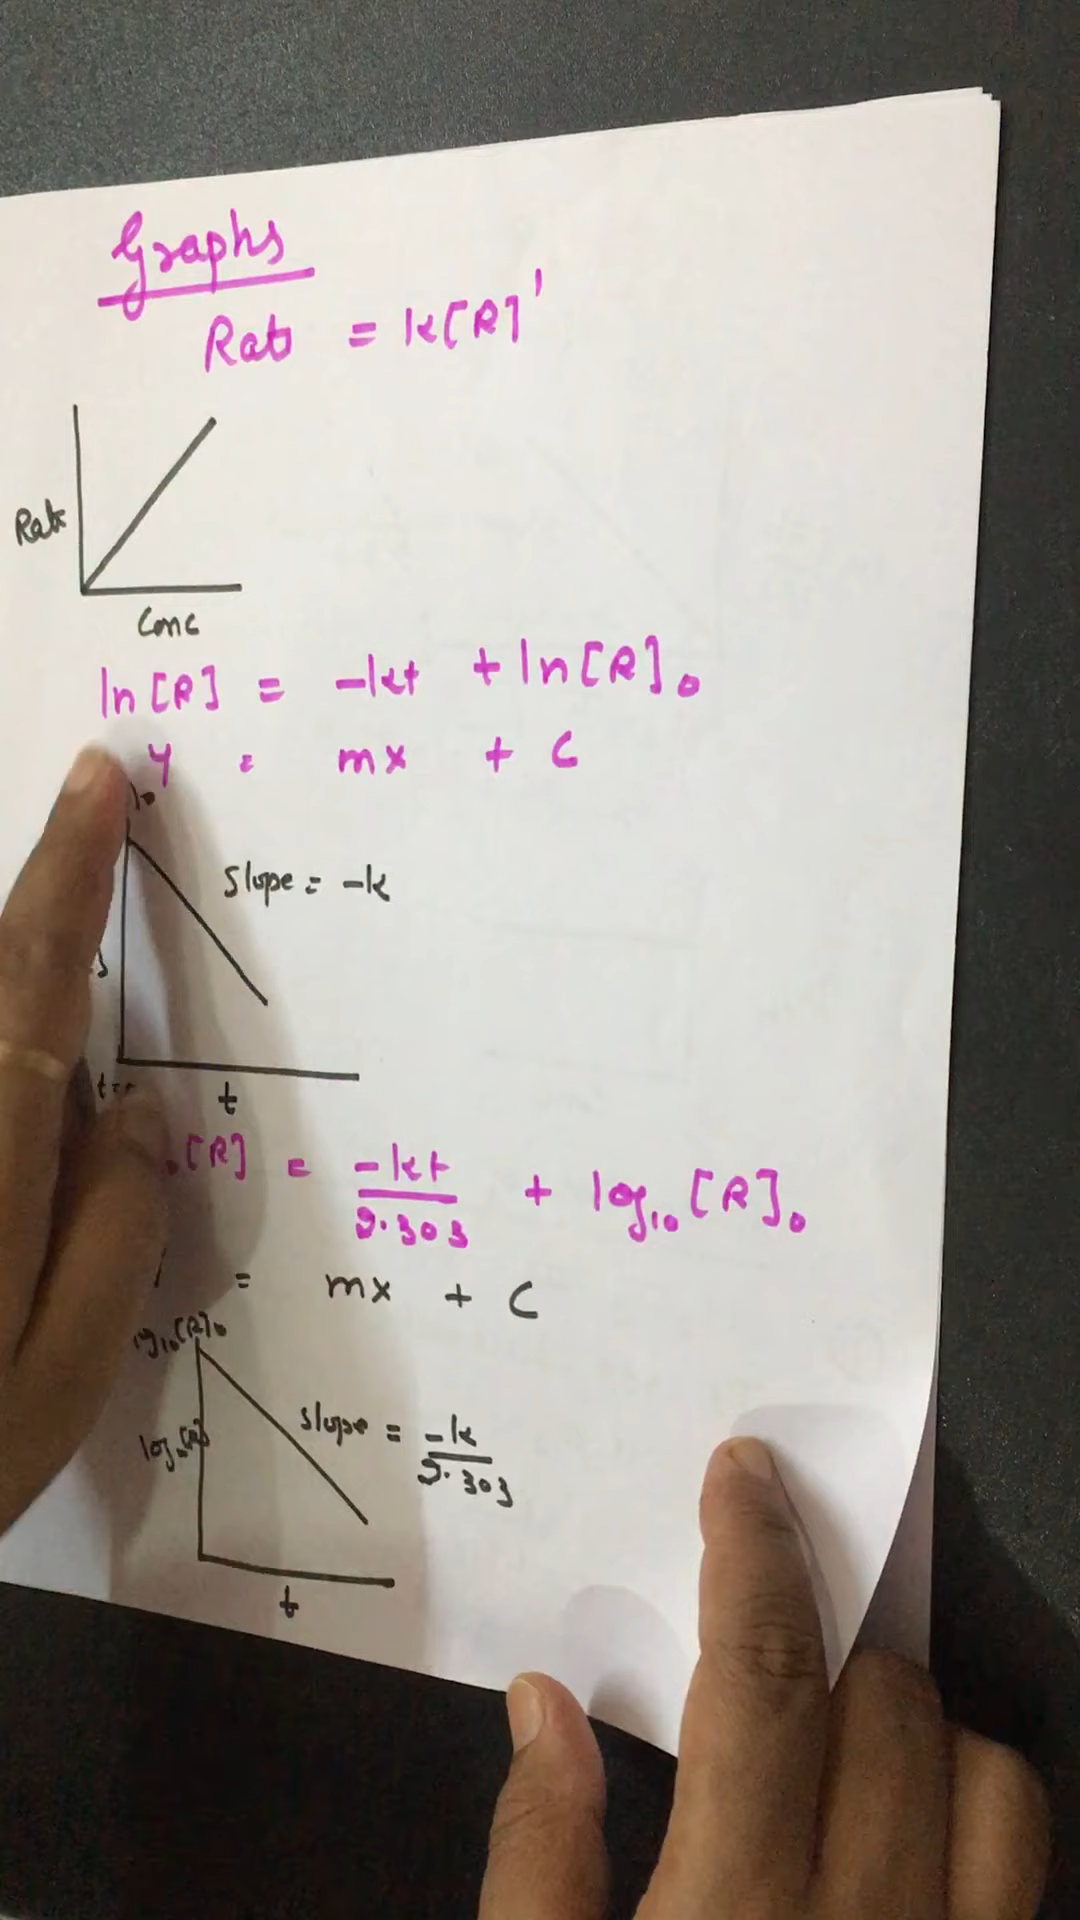 Graphs
Rate = k[R]¹
Rate
Conc
ln[R] = -kt + ln[R]₀
y = mx + C
Slope = -k
t
[R] = -kt/2.303 + log₁₀[R]₀
= mx + C
log₁₀[R]₀
log₁₀[R]
slope = -k/2.303
t